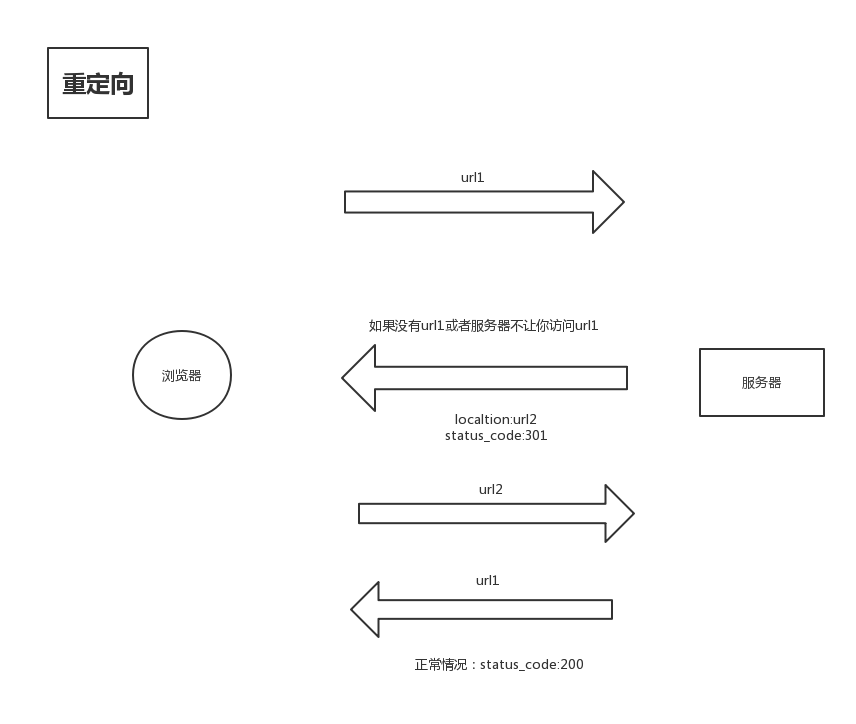 重定向
url1
如果没有url1或者服务器不让你访问url1
浏览器
服务器
localtion:url2
status_code:301
url2
url1
正常情况：status_code:200